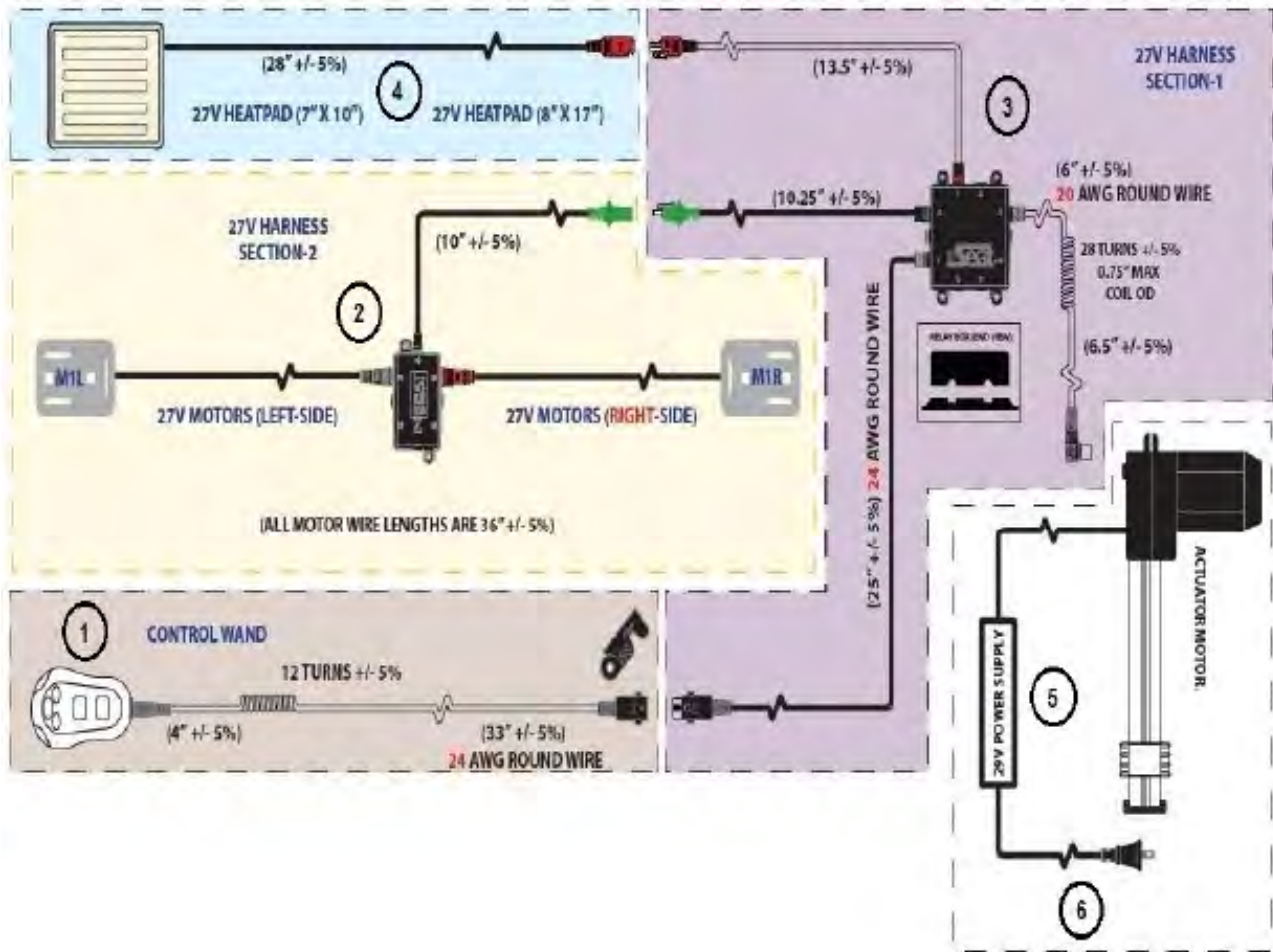 (28" +/- 5%)
4
27V HEATPAD (7" X 10")
27V HEATPAD (8" X 17")
(13.5" +/- 5%)
27V HARNESS
SECTION-1
3
(6" +/- 5%)
20 AWG ROUND WIRE
(10.25" +/- 5%)
28 TURNS +/- 5%
0.75" MAX
COIL OD
(6.5" +/- 5%)
RELAY BOX (END VIEW)
(25" +/- 5%) 24 AWG ROUND WIRE
27V HARNESS
SECTION-2
(10" +/- 5%)
2
M1L
M1R
27V MOTORS (LEFT-SIDE)
27V MOTORS (RIGHT-SIDE)
(ALL MOTOR WIRE LENGTHS ARE 36" +/- 5%)
1
CONTROL WAND
12 TURNS +/- 5%
(4" +/- 5%)
(33" +/- 5%)
24 AWG ROUND WIRE
ACTUATOR MOTOR.
29V POWER SUPPLY
5
6